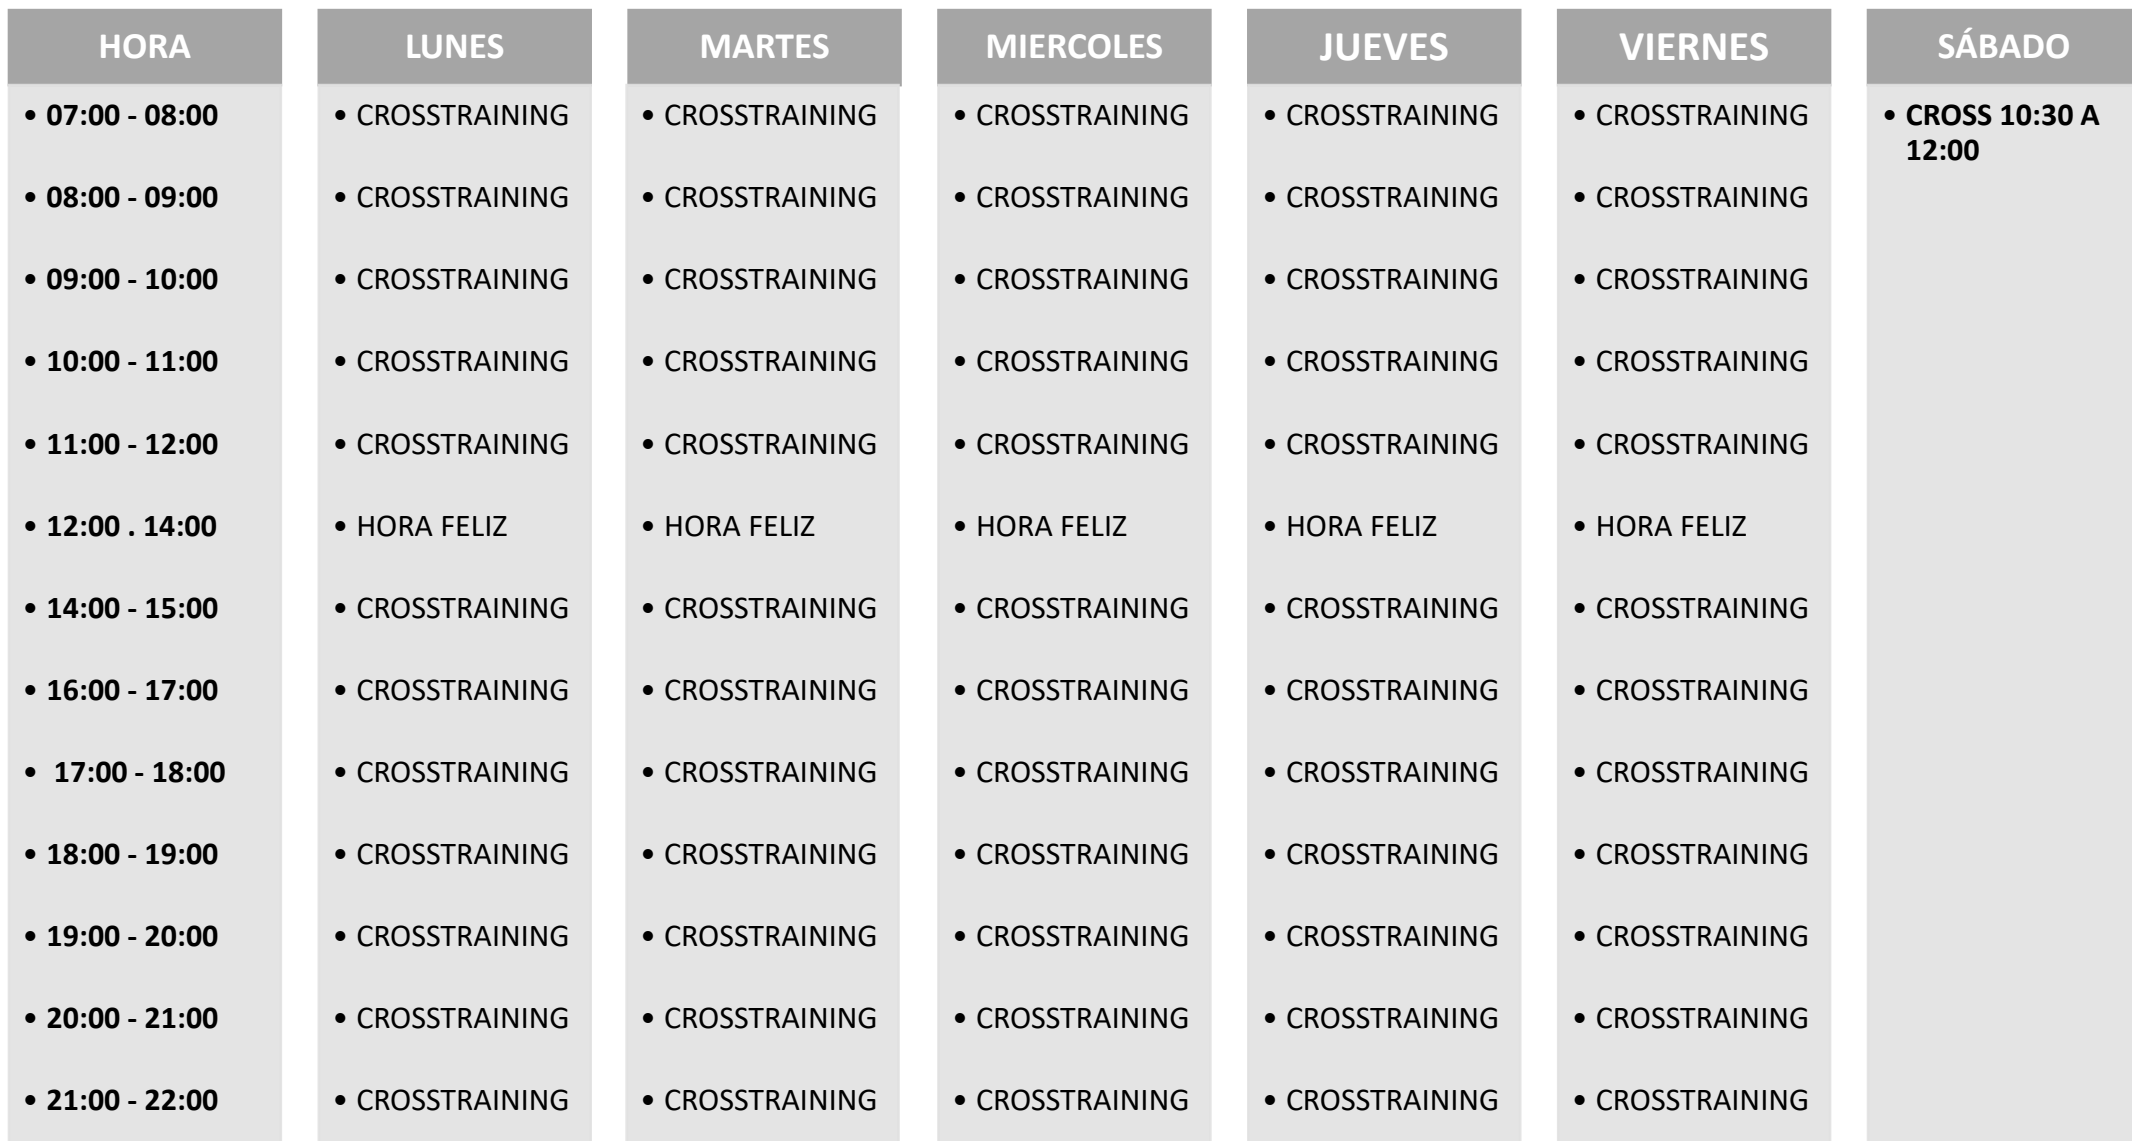 HORA LUNES MARTES MIERCOLES JUEVES VIERNES SÁBADO
• 07:00 - 08:00 • CROSSTRAINING • CROSSTRAINING • CROSSTRAINING • CROSSTRAINING • CROSSTRAINING • CROSS 10:30 A
12:00
• 08:00 - 09:00 • CROSSTRAINING • CROSSTRAINING • CROSSTRAINING • CROSSTRAINING • CROSSTRAINING
• 09:00 - 10:00 • CROSSTRAINING • CROSSTRAINING • CROSSTRAINING • CROSSTRAINING • CROSSTRAINING
• 10:00 - 11:00 • CROSSTRAINING • CROSSTRAINING • CROSSTRAINING • CROSSTRAINING • CROSSTRAINING
• 11:00 - 12:00 • CROSSTRAINING • CROSSTRAINING • CROSSTRAINING • CROSSTRAINING • CROSSTRAINING
• 12:00 . 14:00 • HORA FELIZ • HORA FELIZ • HORA FELIZ • HORA FELIZ • HORA FELIZ
• 14:00 - 15:00 • CROSSTRAINING • CROSSTRAINING • CROSSTRAINING • CROSSTRAINING • CROSSTRAINING
• 16:00 - 17:00 • CROSSTRAINING • CROSSTRAINING • CROSSTRAINING • CROSSTRAINING • CROSSTRAINING
• 17:00 - 18:00 • CROSSTRAINING • CROSSTRAINING • CROSSTRAINING • CROSSTRAINING • CROSSTRAINING
• 18:00 - 19:00 • CROSSTRAINING • CROSSTRAINING • CROSSTRAINING • CROSSTRAINING • CROSSTRAINING
• 19:00 - 20:00 • CROSSTRAINING • CROSSTRAINING • CROSSTRAINING • CROSSTRAINING • CROSSTRAINING
• 20:00 - 21:00 • CROSSTRAINING • CROSSTRAINING • CROSSTRAINING • CROSSTRAINING • CROSSTRAINING
• 21:00 - 22:00 • CROSSTRAINING • CROSSTRAINING • CROSSTRAINING • CROSSTRAINING • CROSSTRAINING